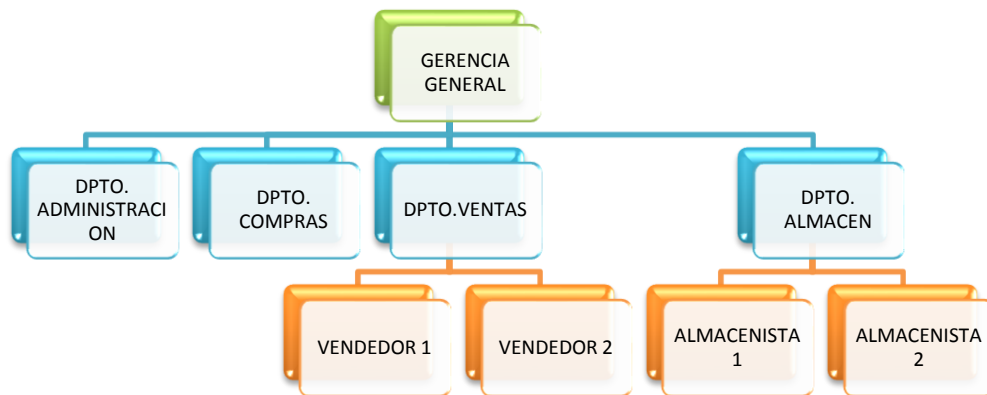 GERENCIA
GENERAL
DPTO.
ADMINISTRACI
ON
DPTO.
COMPRAS
DPTO.VENTAS
DPTO.
ALMACEN
VENDEDOR 1
VENDEDOR 2
ALMACENISTA
1
ALMACENISTA
2